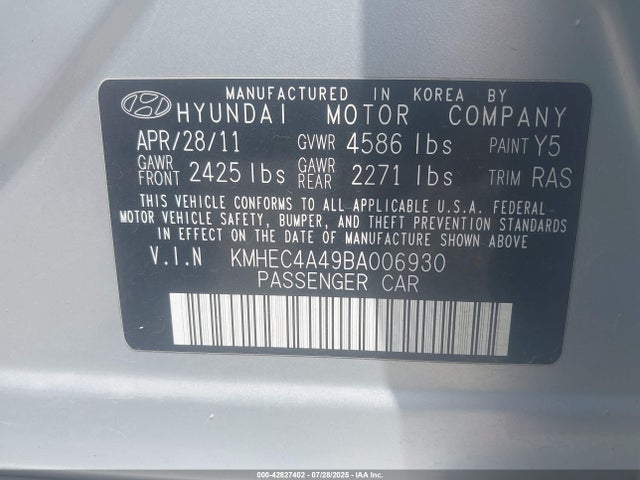 MANUFACTURED IN KOREA BY
HYUNDAI MOTOR COMPANY
APR/28/11 GVWR 4586 lbs PAINT Y5
GAWR FRONT 2425 lbs GAWR REAR 2271 lbs TRIM RAS
THIS VEHICLE CONFORMS TO ALL APPLICABLE U.S.A. FEDERAL
MOTOR VEHICLE SAFETY, BUMPER, AND THEFT PREVENTION STANDARDS
IN EFFECT ON THE DATE OF MANUFACTURE SHOWN ABOVE
V.I.N KMHEC4A49BA006930
PASSENGER CAR
000-42827402 - 07/28/2025 - IAA Inc.